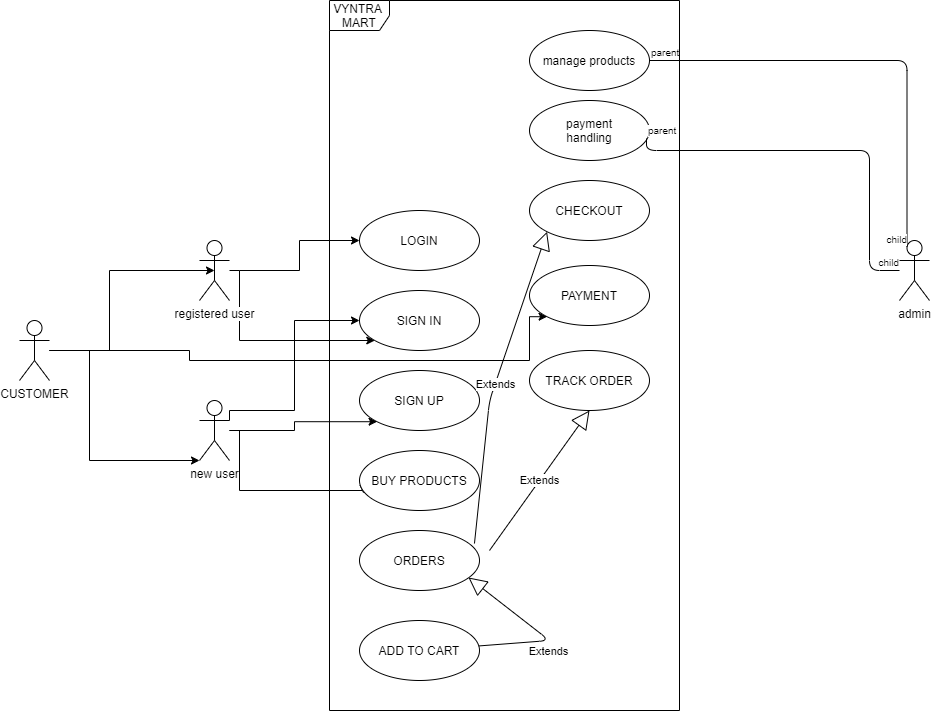 VYNTRA
MART
manage products
parent
payment
handling
parent
CHECKOUT
LOGIN
child
child
registered user
admin
PAYMENT
SIGN IN
CUSTOMER
Extends
TRACK ORDER
SIGN UP
new user
BUY PRODUCTS
Extends
ORDERS
ADD TO CART
Extends